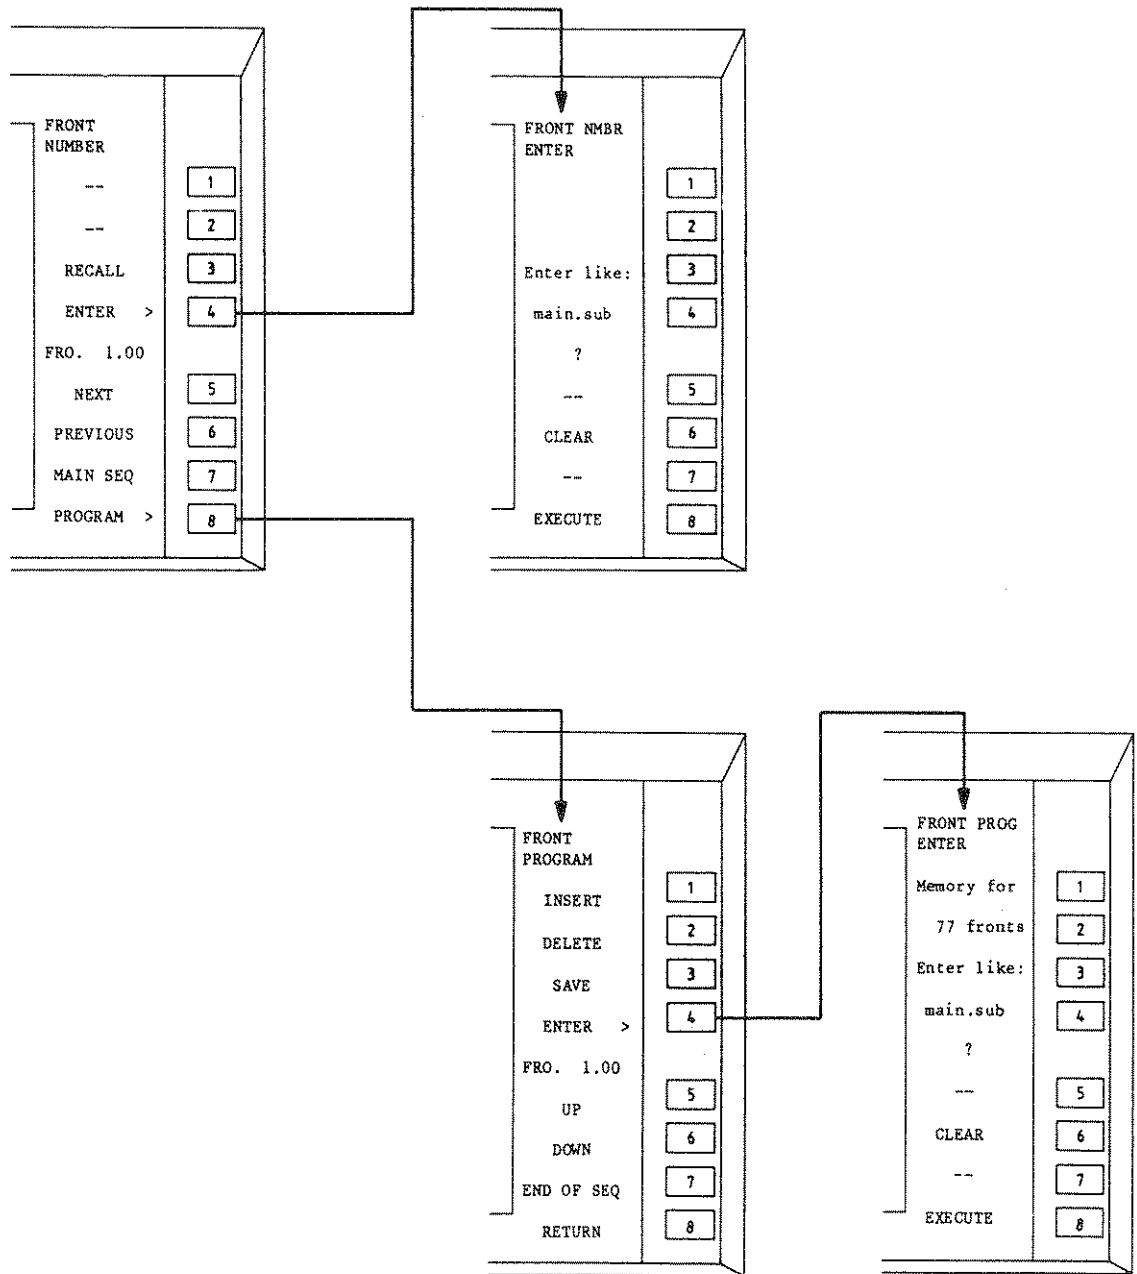 FRONT
NUMBER
-- 1
-- 2
RECALL 3
ENTER > 4
FRO. 1.00
NEXT 5
PREVIOUS 6
MAIN SEQ 7
PROGRAM > 8
FRONT NMBR
ENTER
1
2
Enter like: 3
main.sub 4
?
-- 5
CLEAR 6
-- 7
EXECUTE 8
FRONT
PROGRAM
INSERT 1
DELETE 2
SAVE 3
ENTER > 4
FRO. 1.00
UP 5
DOWN 6
END OF SEQ 7
RETURN 8
FRONT PROG
ENTER
Memory for 1
77 fronts 2
Enter like: 3
main.sub 4
?
-- 5
CLEAR 6
-- 7
EXECUTE 8